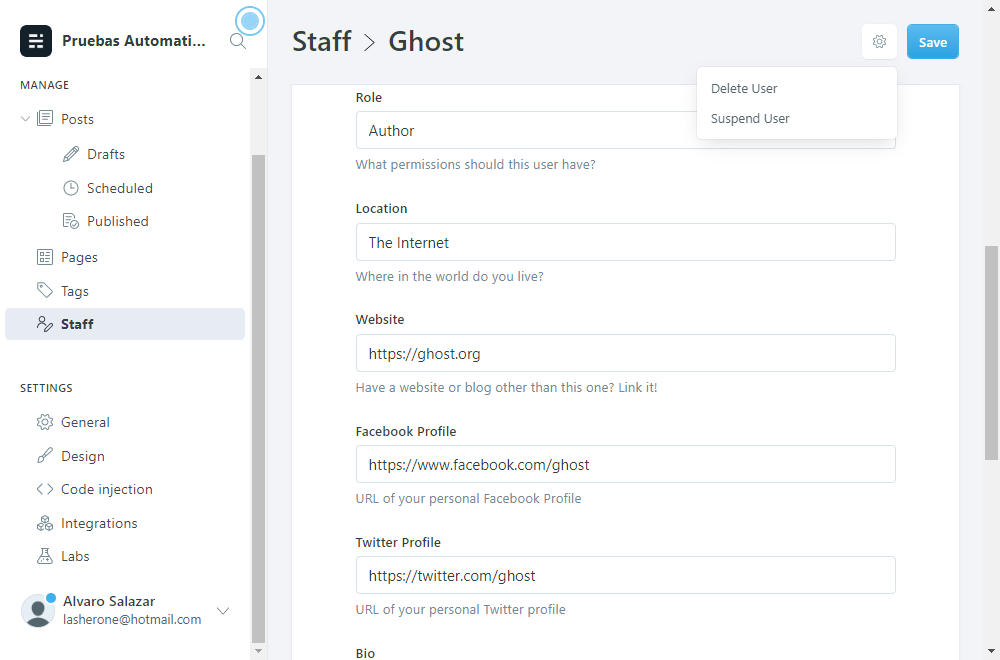 Pruebas Automati...
MANAGE
Posts
Drafts
Scheduled
Published
Pages
Tags
Staff
SETTINGS
General
Design
Code injection
Integrations
Labs
Alvaro Salazar
lasherone@hotmail.com
Staff > Ghost
Save
Delete User
Suspend User
Role
Author
What permissions should this user have?
Location
The Internet
Where in the world do you live?
Website
https://ghost.org
Have a website or blog other than this one? Link it!
Facebook Profile
https://www.facebook.com/ghost
URL of your personal Facebook Profile
Twitter Profile
https://twitter.com/ghost
URL of your personal Twitter profile
Bio